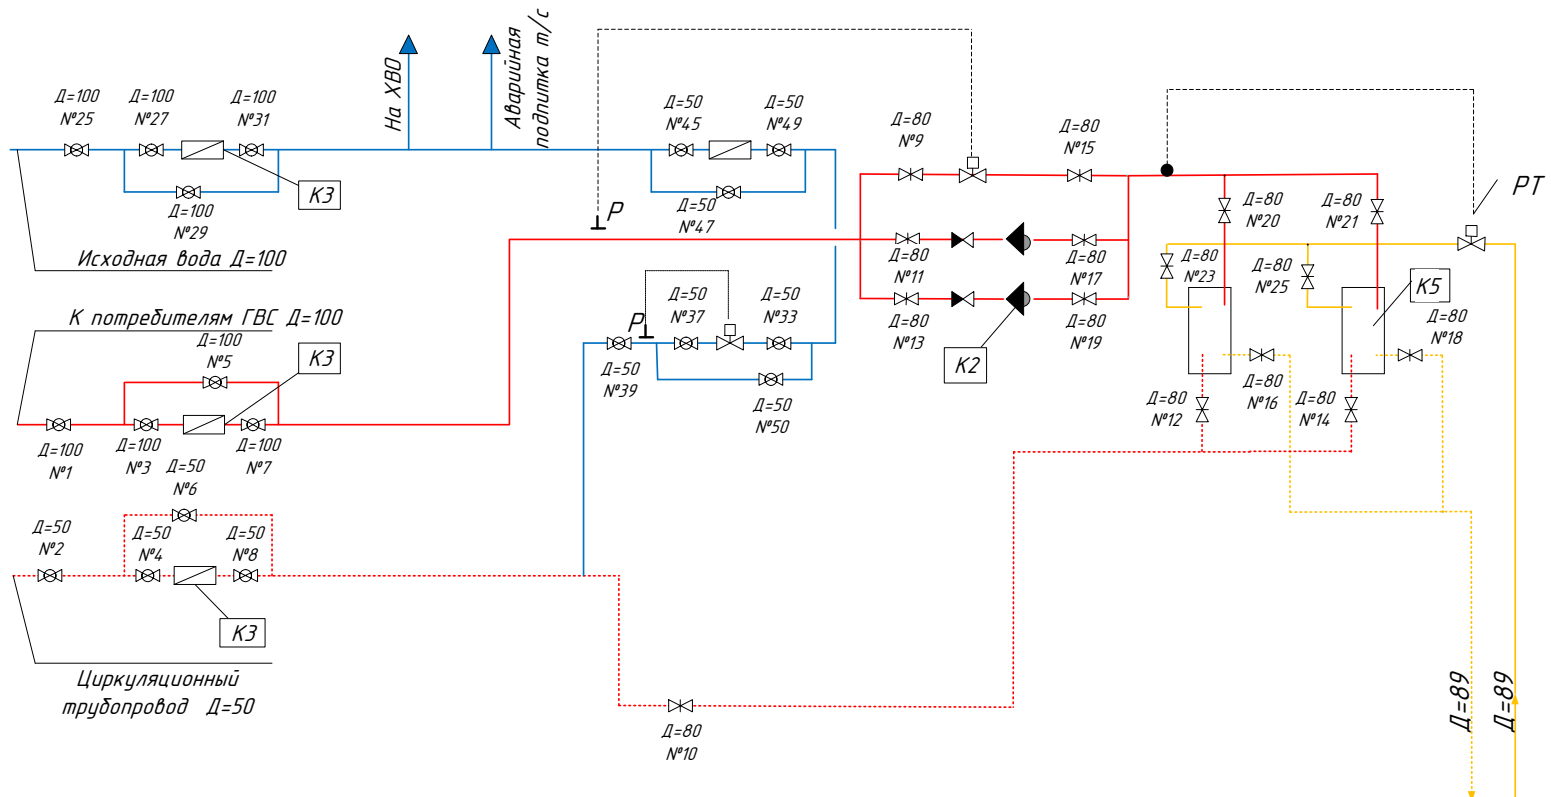 На ХВО
Аварийная
подпитка т/с
Д=100
№25
Д=100
№27
Д=100
№31
Д=100
№29
К3
Исходная вода Д=100
Д=50
№45
Д=50
№49
Д=50
№47
Р
Д=80
№9
Д=80
№15
РТ
Д=80
№20
Д=80
№21
Д=80
№11
Д=80
№17
Д=80
№23
Д=80
№25
К5
Д=80
№13
Д=80
№19
К2
Д=80
№18
К потребителям ГВС Д=100
Д=100
№5
К3
Р
Д=50
№37
Д=50
№33
Д=50
№39
Д=50
№50
Д=80
№12
Д=80
№16
Д=80
№14
Д=100
№1
Д=100
№3
Д=100
№7
Д=50
№6
Д=50
№2
Д=50
№4
Д=50
№8
К3
Циркуляционный
трубопровод Д=50
Д=80
№10
Д=89
Д=89